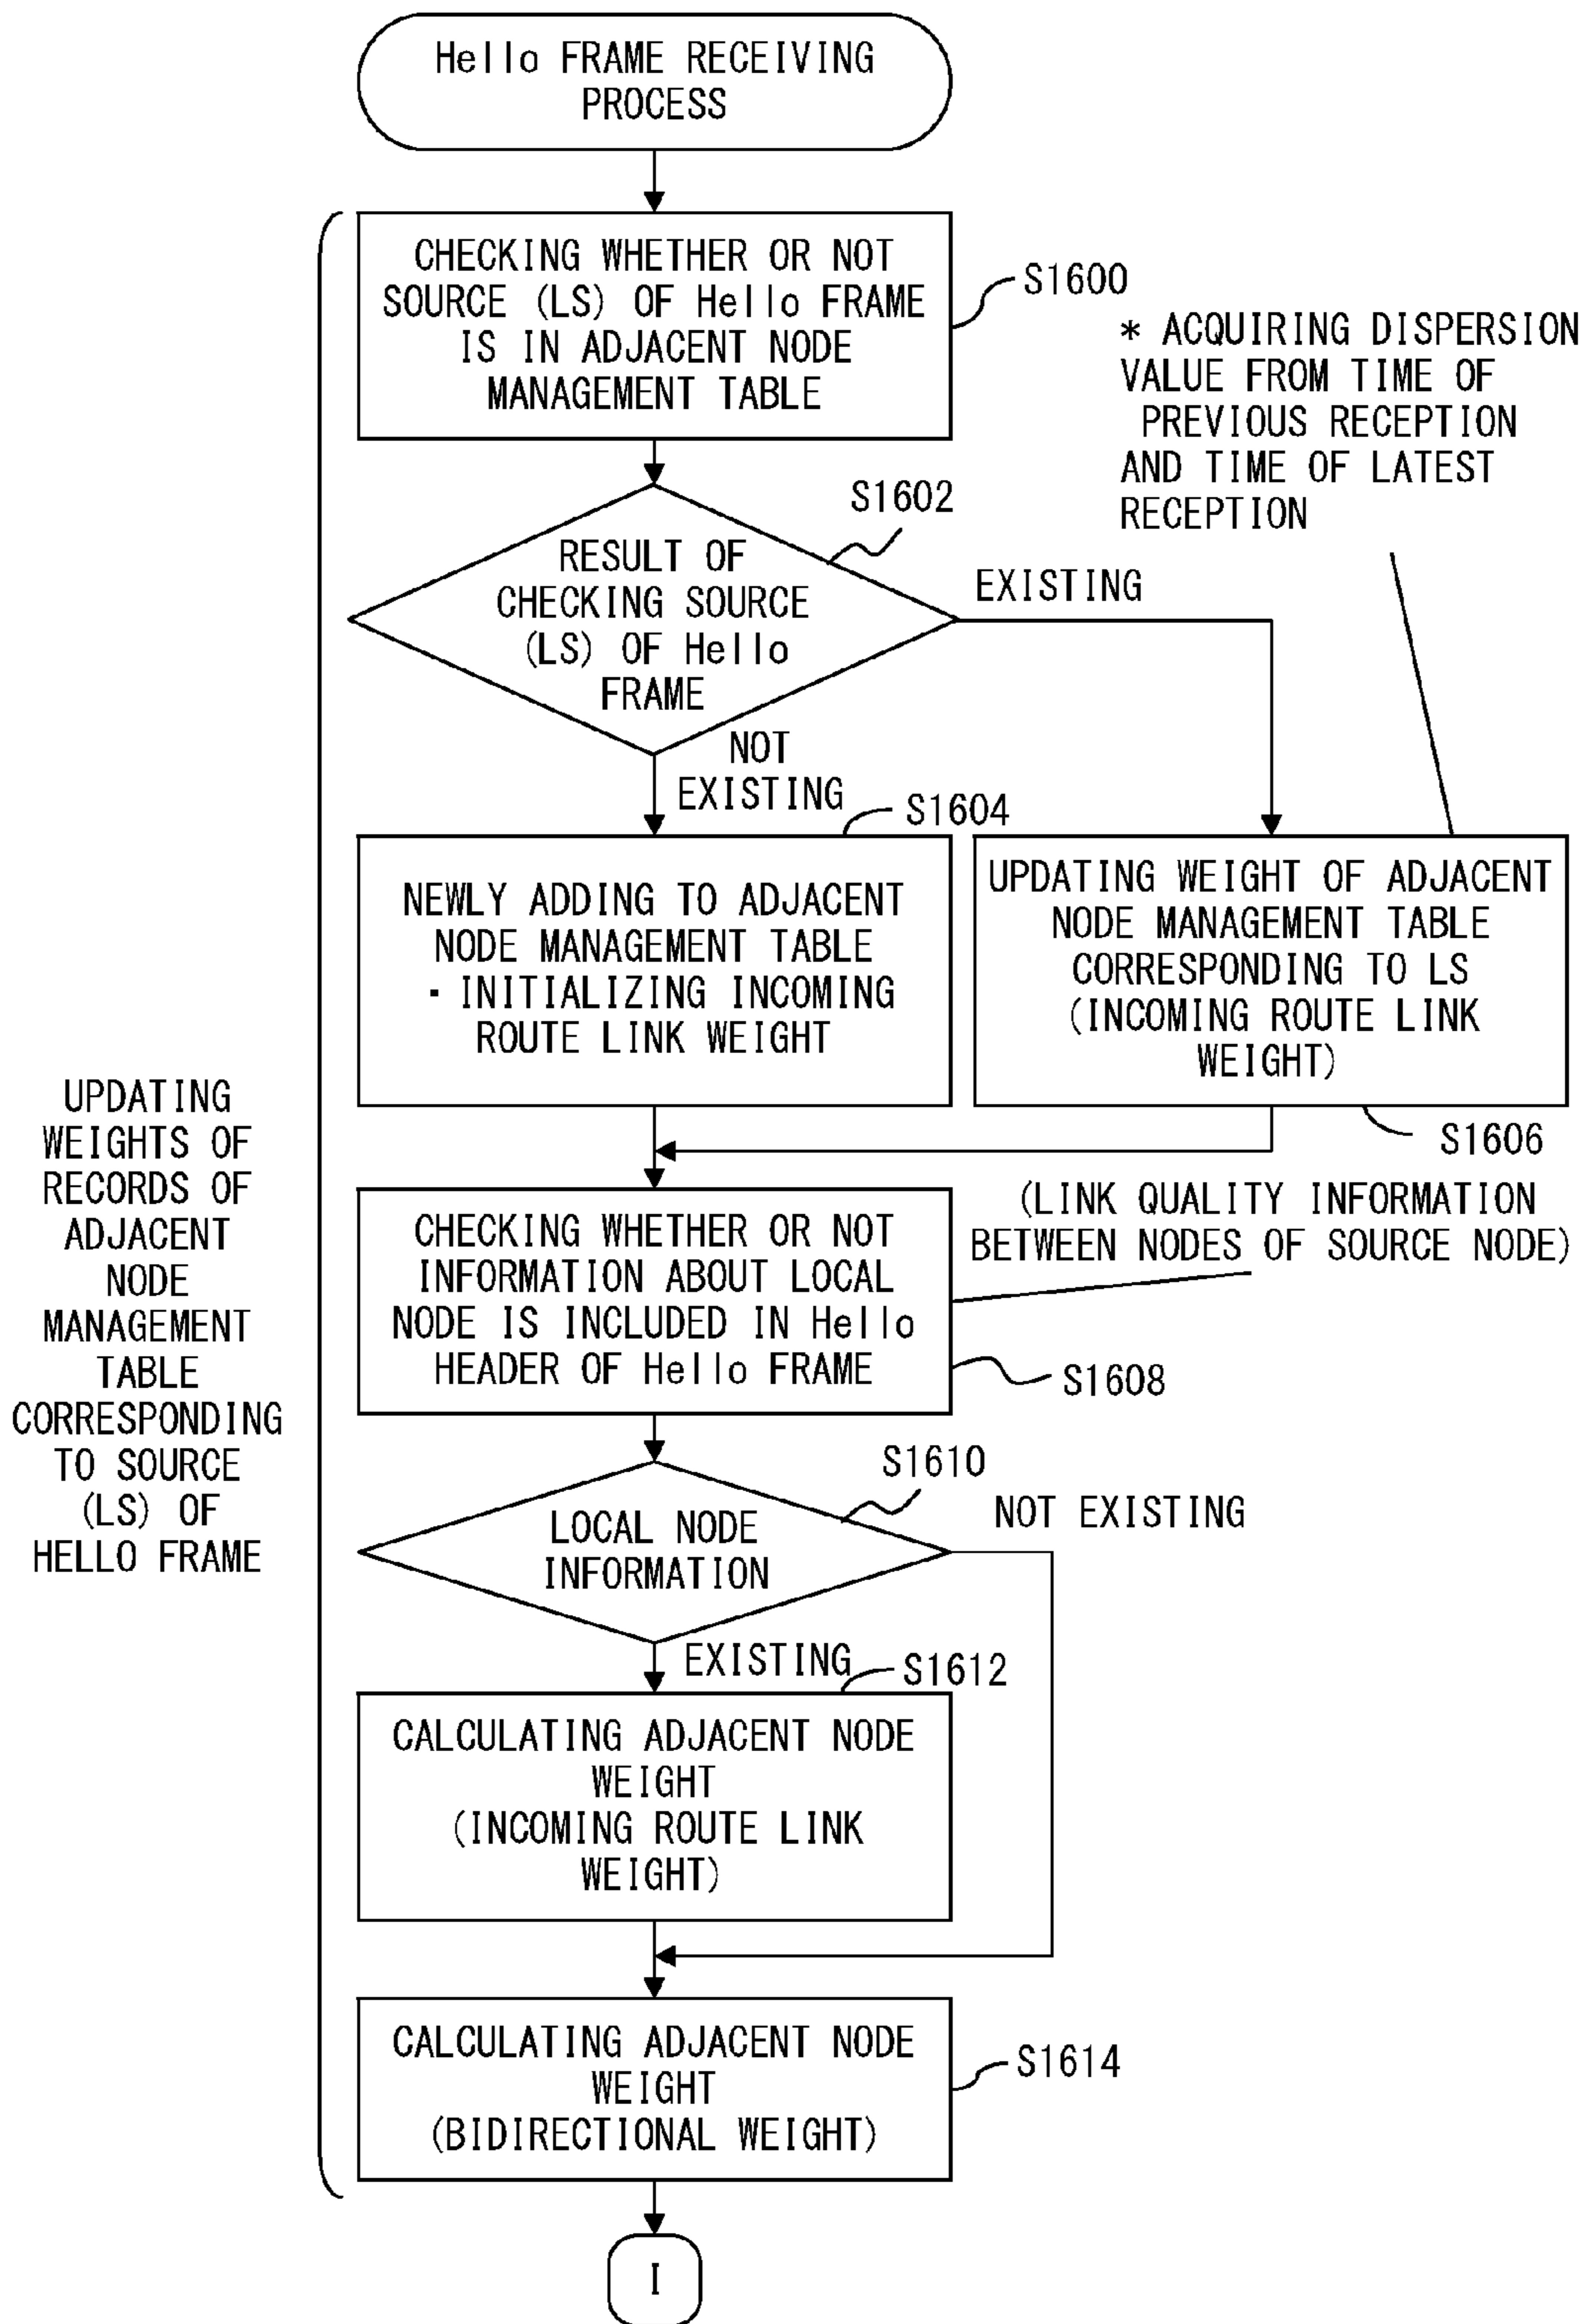 Hello FRAME RECEIVING
PROCESS
CHECKING WHETHER OR NOT
SOURCE (LS) OF Hello FRAME
IS IN ADJACENT NODE
MANAGEMENT TABLE
S1600
* ACQUIRING DISPERSION
VALUE FROM TIME OF
PREVIOUS RECEPTION
AND TIME OF LATEST
RECEPTION
S1602
RESULT OF
CHECKING SOURCE
(LS) OF Hello
FRAME
EXISTING
NOT
EXISTING
S1604
NEWLY ADDING TO ADJACENT
NODE MANAGEMENT TABLE
- INITIALIZING INCOMING
ROUTE LINK WEIGHT
UPDATING WEIGHT OF ADJACENT
NODE MANAGEMENT TABLE
CORRESPONDING TO LS
(INCOMING ROUTE LINK
WEIGHT)
S1606
UPDATING
WEIGHTS OF
RECORDS OF
ADJACENT
NODE
MANAGEMENT
TABLE
CORRESPONDING
TO SOURCE
(LS) OF
HELLO FRAME
CHECKING WHETHER OR NOT
INFORMATION ABOUT LOCAL
NODE IS INCLUDED IN Hello
HEADER OF Hello FRAME
(LINK QUALITY INFORMATION
BETWEEN NODES OF SOURCE NODE)
S1608
S1610
LOCAL NODE
INFORMATION
NOT EXISTING
EXISTING
S1612
CALCULATING ADJACENT NODE
WEIGHT
(INCOMING ROUTE LINK
WEIGHT)
CALCULATING ADJACENT NODE
WEIGHT
(BIDIRECTIONAL WEIGHT)
S1614
I